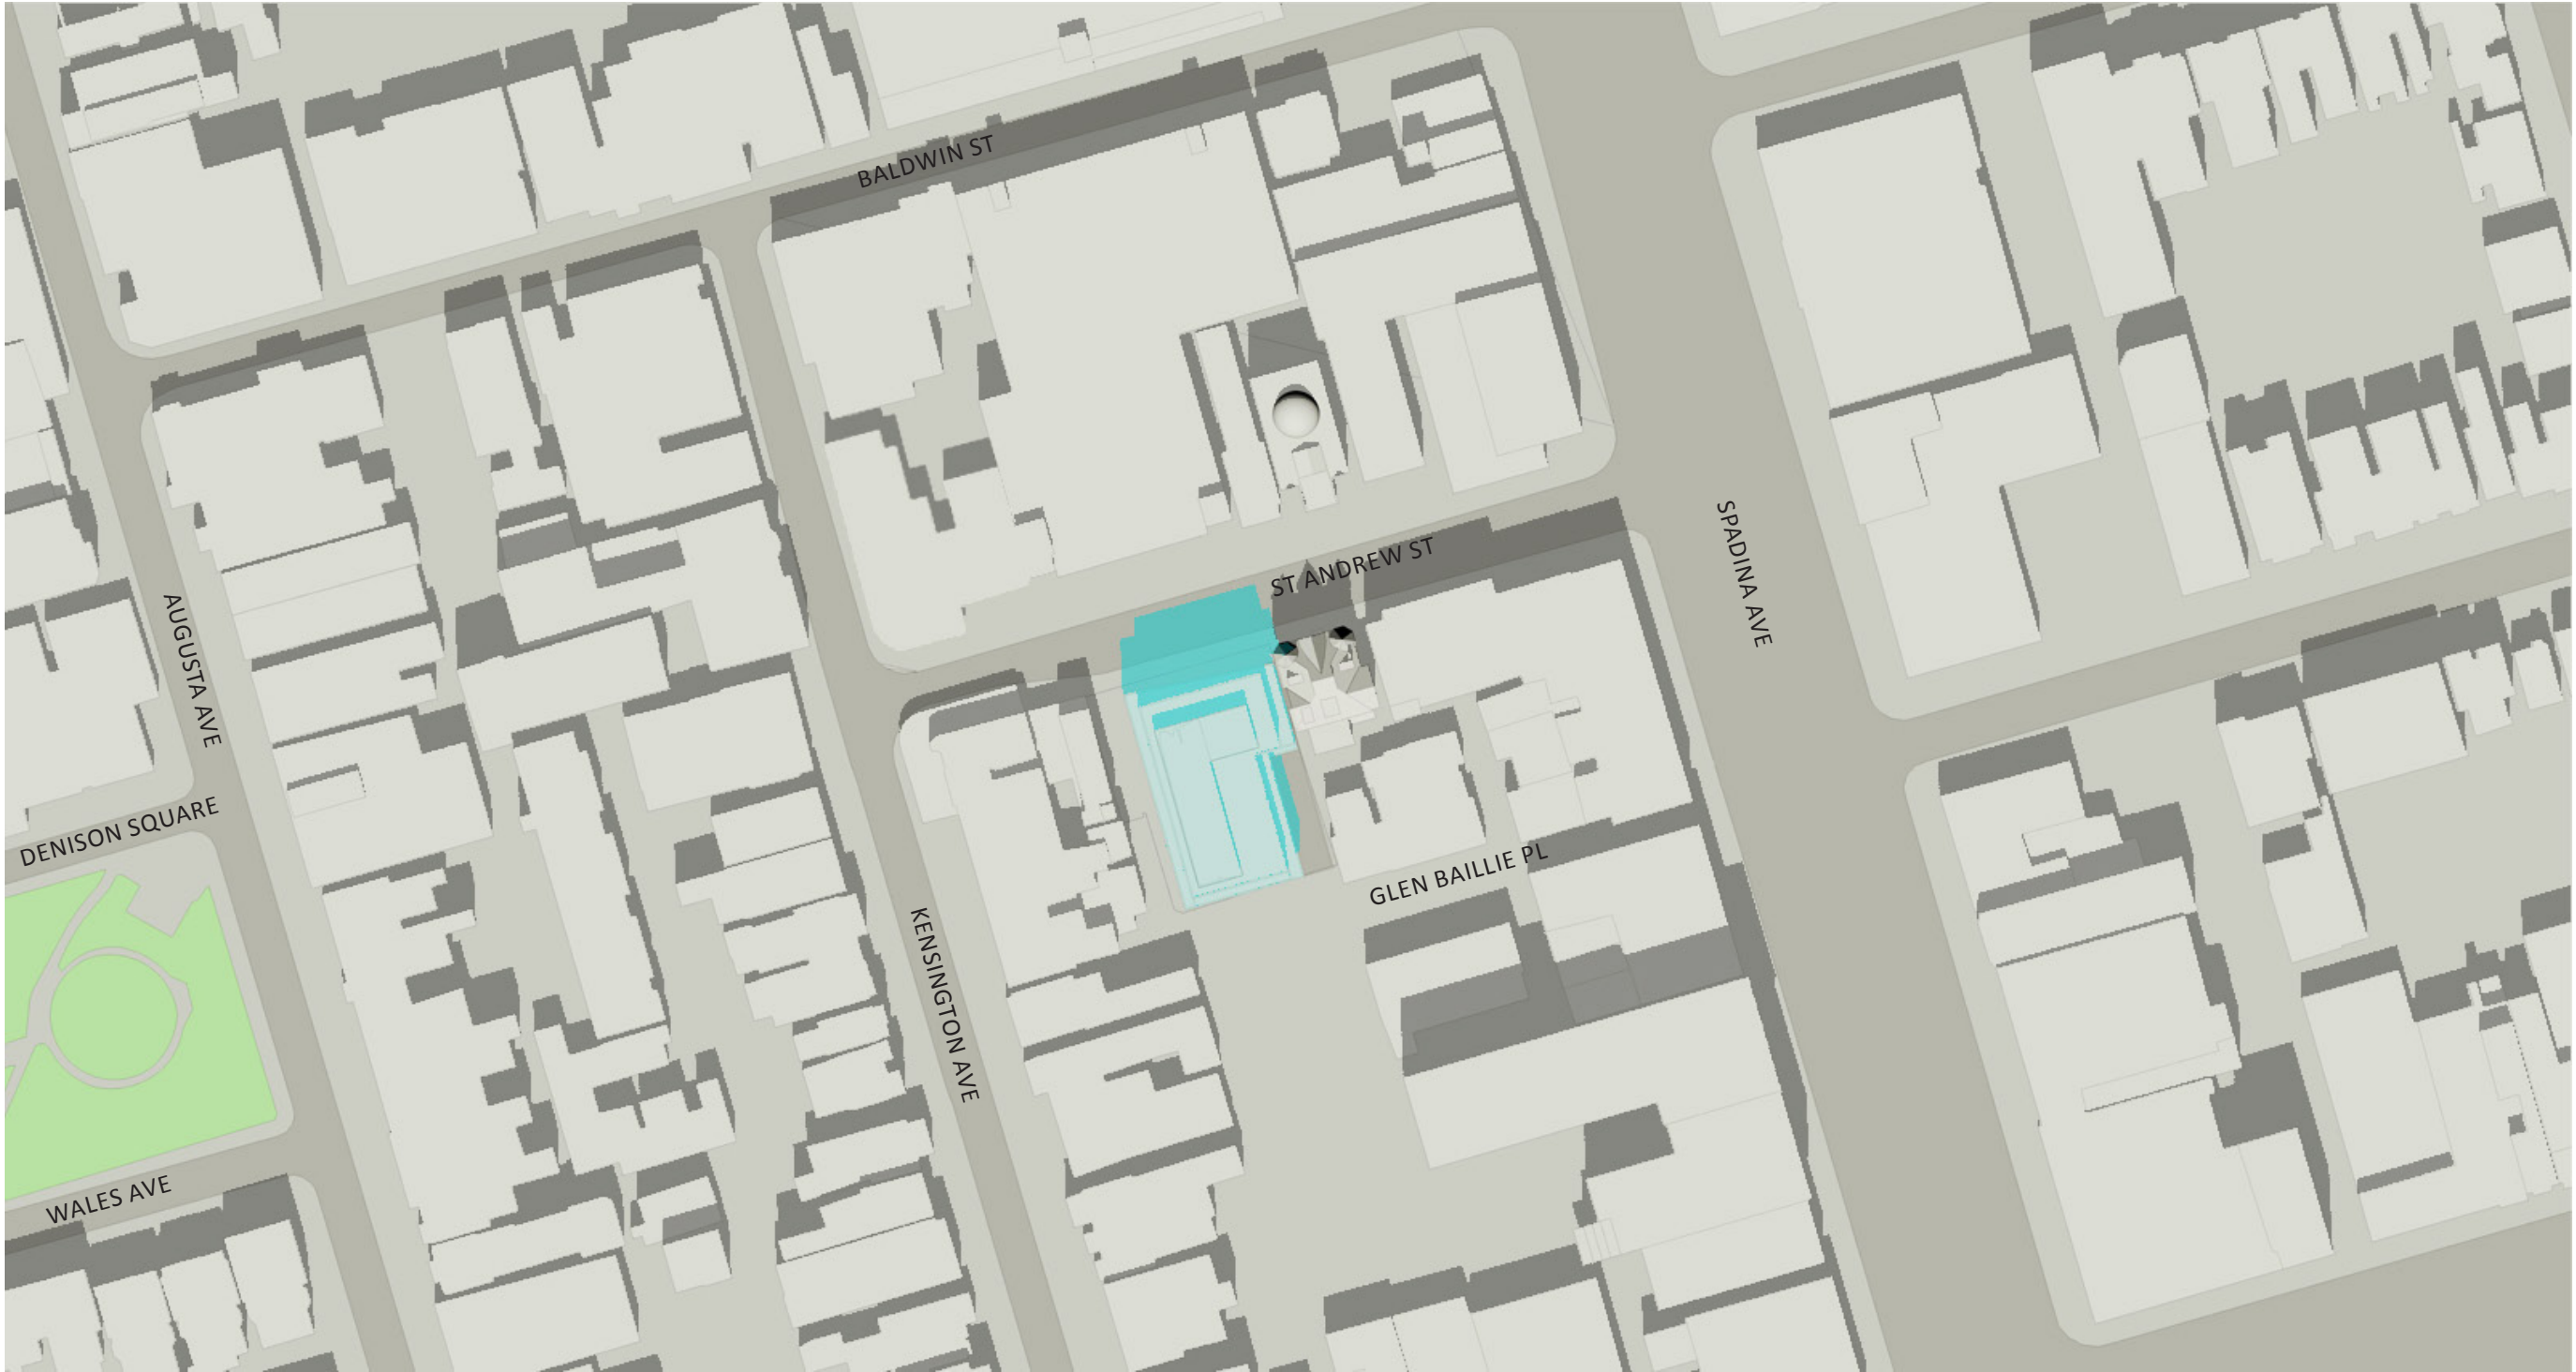 BALDWIN ST
ST ANDREW ST
SPADINA AVE
AUGUSTA AVE
DENISON SQUARE
GLEN BAILLIE PL
KENSINGTON AVE
WALES AVE